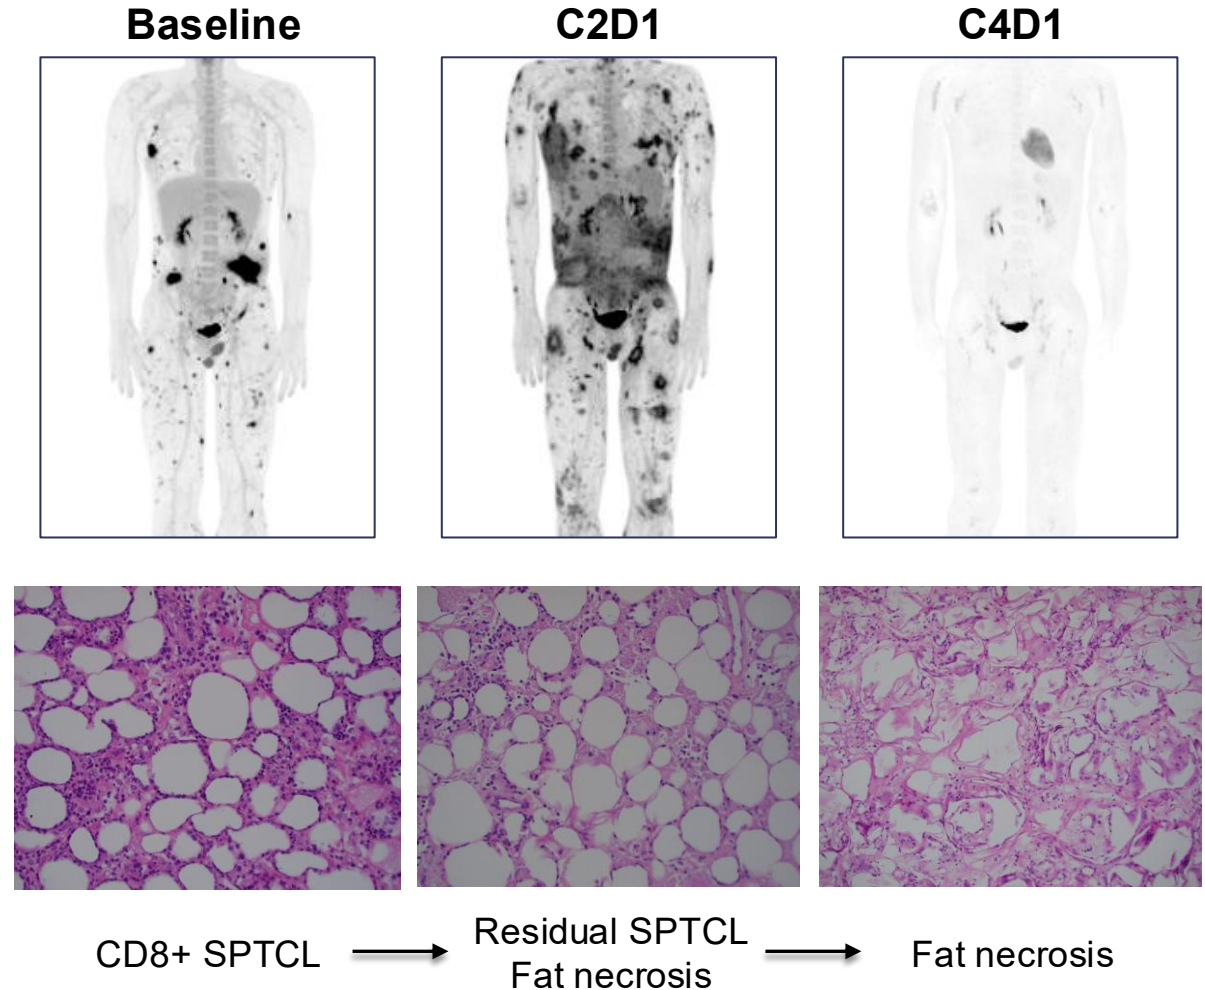 Baseline
C2D1
C4D1
CD8+ SPTCL
Residual SPTCL
Fat necrosis
Fat necrosis